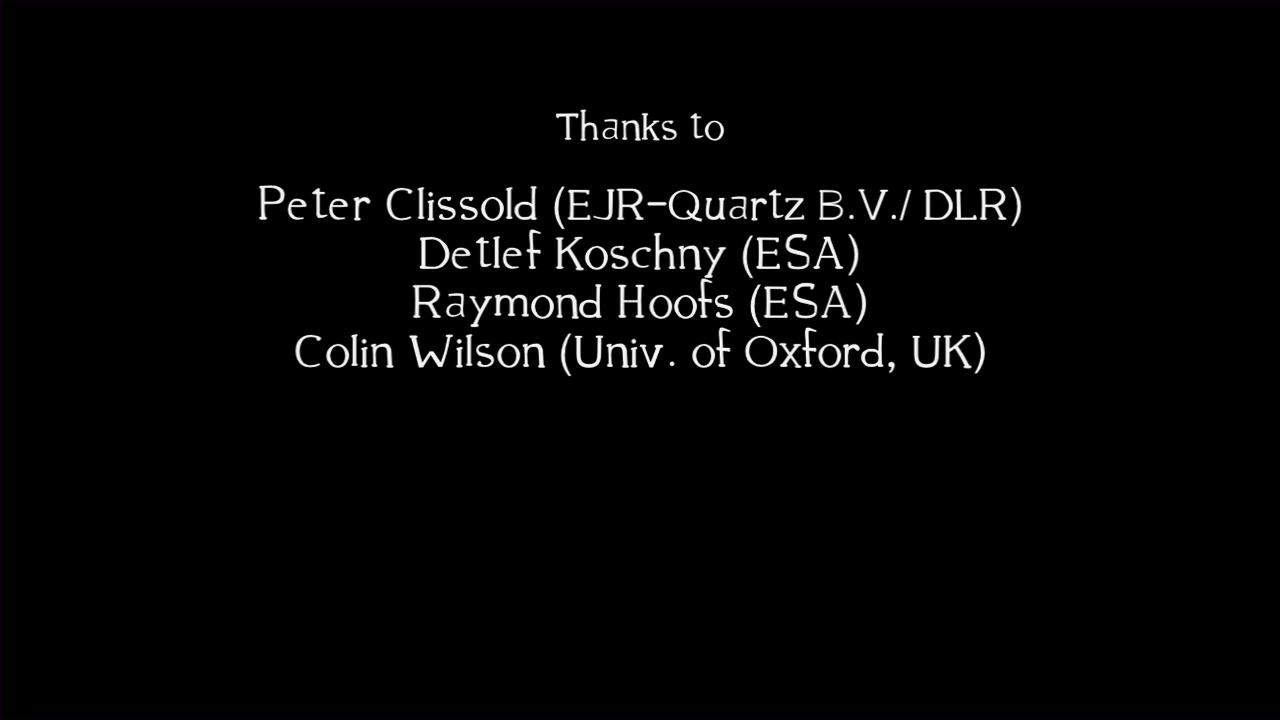 Thanks to
Peter Clissold (EJR-Quartz B.V./ DLR)
Detlef Koschny (ESA)
Raymond Hoofs (ESA)
Colin Wilson (Univ. of Oxford, UK)